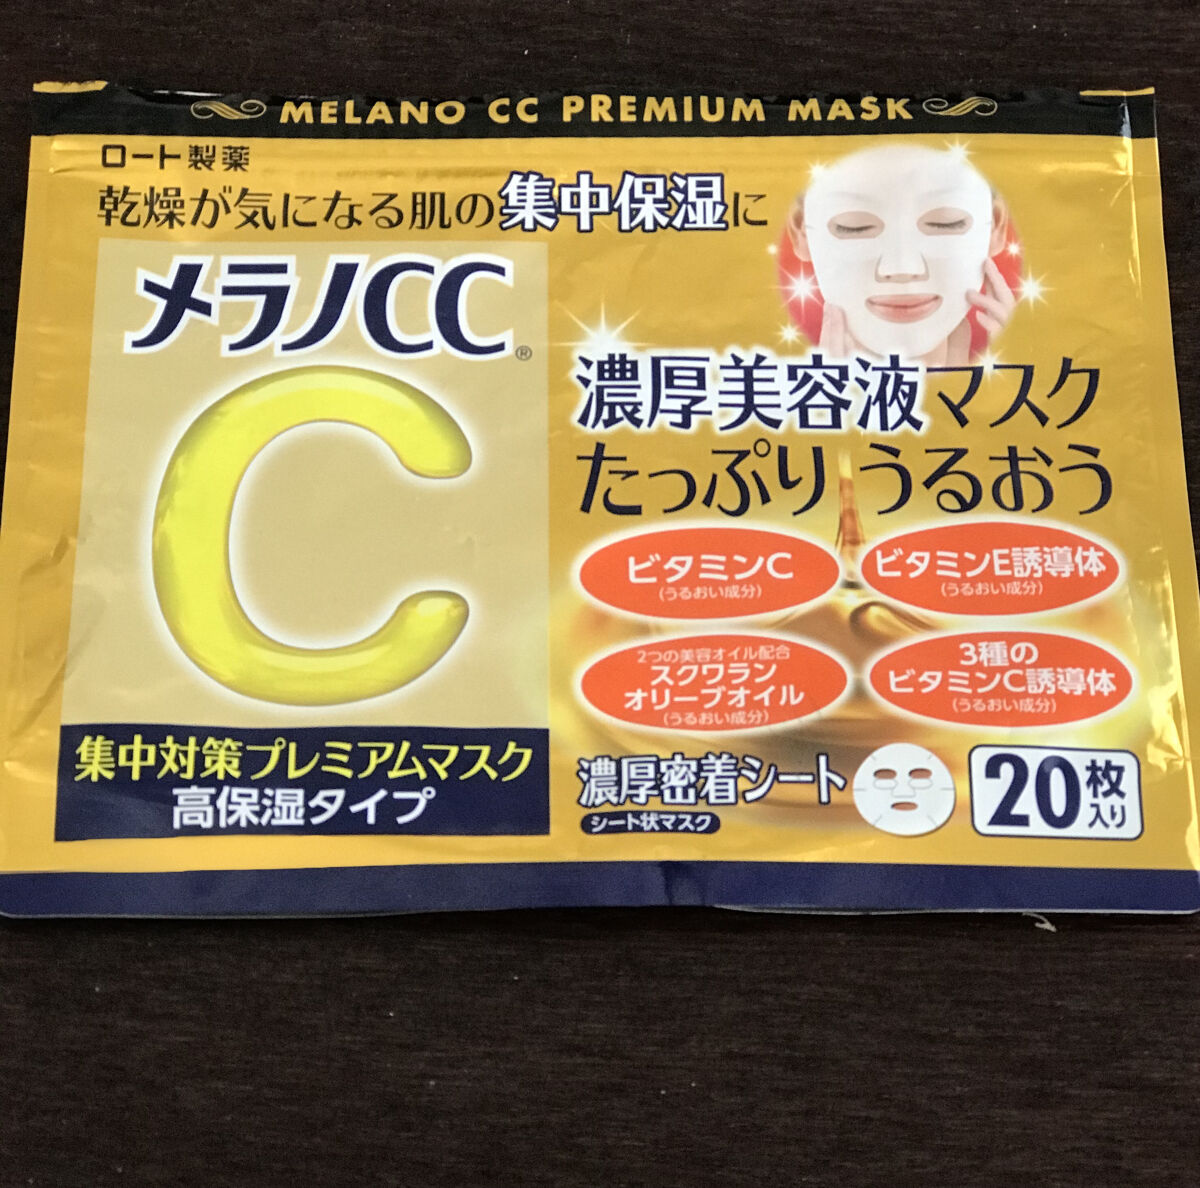 MELANO CC PREMIUM MASK
ロート製薬
乾燥が気になる肌の集中保湿に
メラノCC®
C
集中対策プレミアムマスク
高保湿タイプ
濃厚美容液マスク
たっぷり うるおう
ビタミンC
(うるおい成分)
ビタミンE誘導体
(うるおい成分)
2つの美容オイル配合
スクワラン
オリーブオイル
(うるおい成分)
3種の
ビタミンC誘導体
(うるおい成分)
濃厚密着シート
シート状マスク
20枚入り